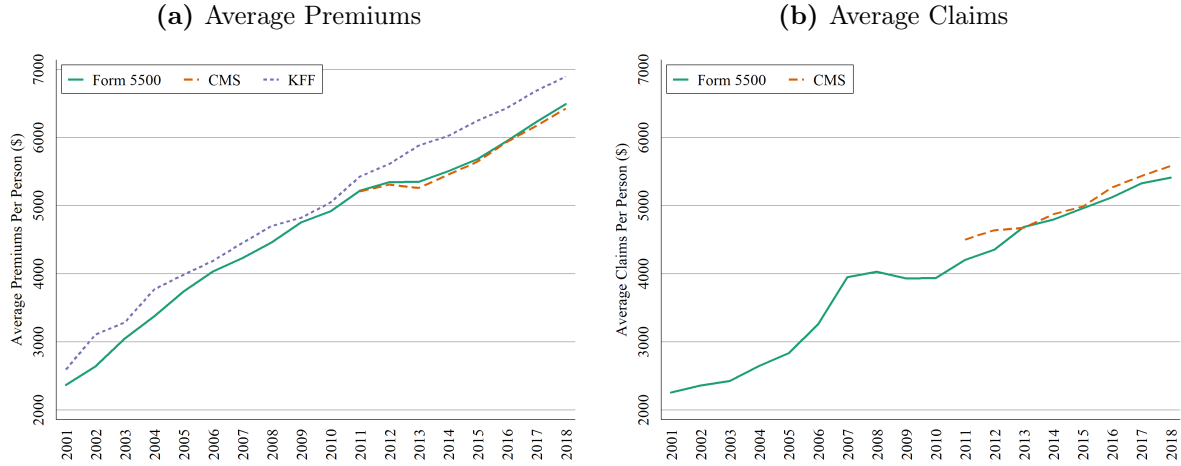 (a) Average Premiums
Average Premiums Per Person ($)
7000
6000
5000
4000
3000
2000
Form 5500 CMS KFF
2001 2002 2003 2004 2005 2006 2007 2008 2009 2010 2011 2012 2013 2014 2015 2016 2017 2018
(b) Average Claims
Average Claims Per Person ($)
7000
6000
5000
4000
3000
2000
Form 5500 CMS
2001 2002 2003 2004 2005 2006 2007 2008 2009 2010 2011 2012 2013 2014 2015 2016 2017 2018